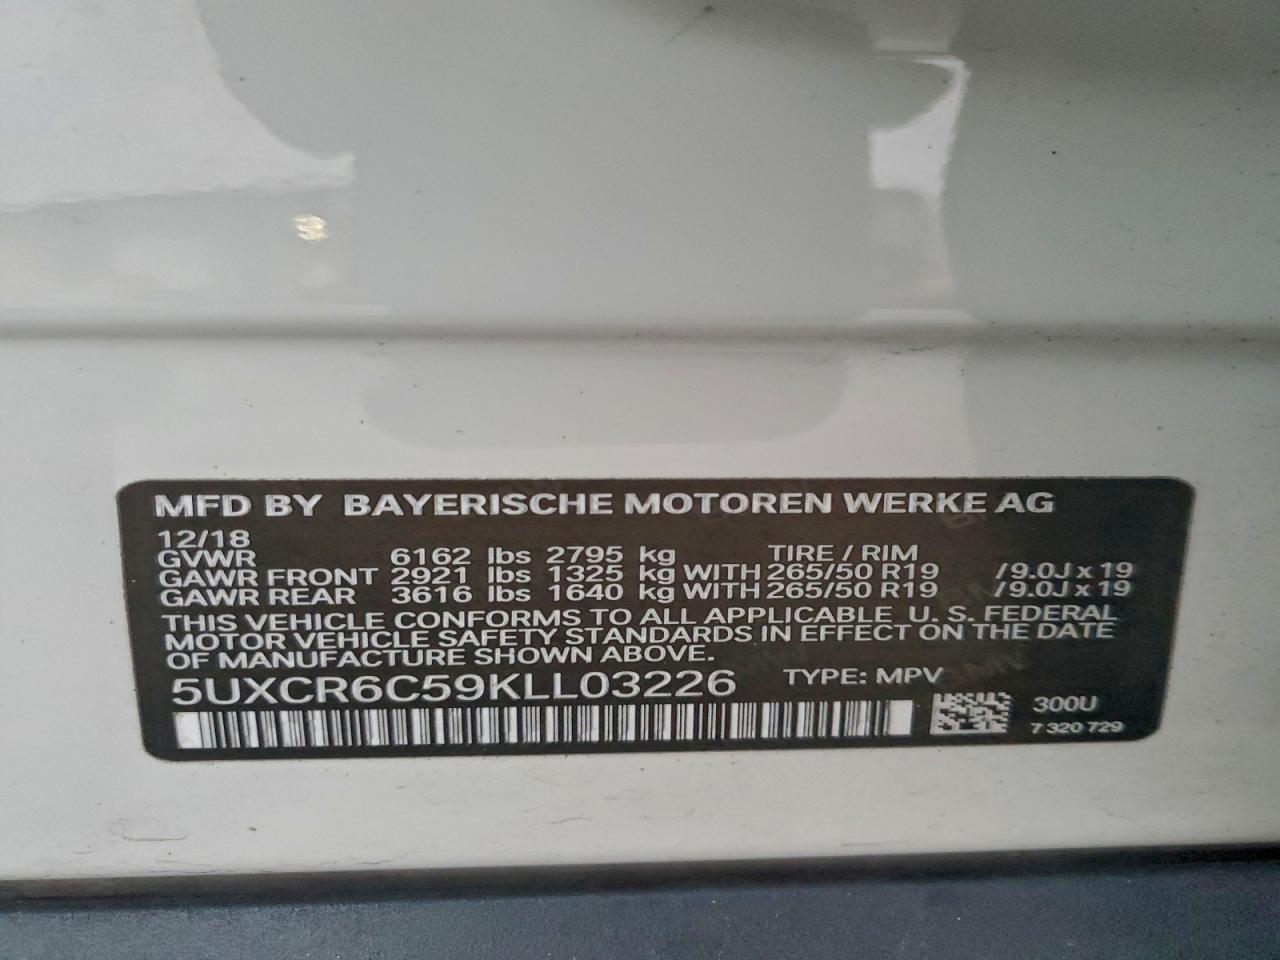 MFD BY BAYERISCHE MOTOREN WERKE AG
12/18
GVWR 6162 lbs 2795 kg TIRE / RIM
GAWR FRONT 2921 lbs 1325 kg WITH 265/50 R19 / 9.0J x 19
GAWR REAR 3616 lbs 1640 kg WITH 265/50 R19 / 9.0J x 19
THIS VEHICLE CONFORMS TO ALL APPLICABLE U. S. FEDERAL
MOTOR VEHICLE SAFETY STANDARDS IN EFFECT ON THE DATE
OF MANUFACTURE SHOWN ABOVE.
5UXCR6C59KLL03226 TYPE: MPV
300U
7 320 729